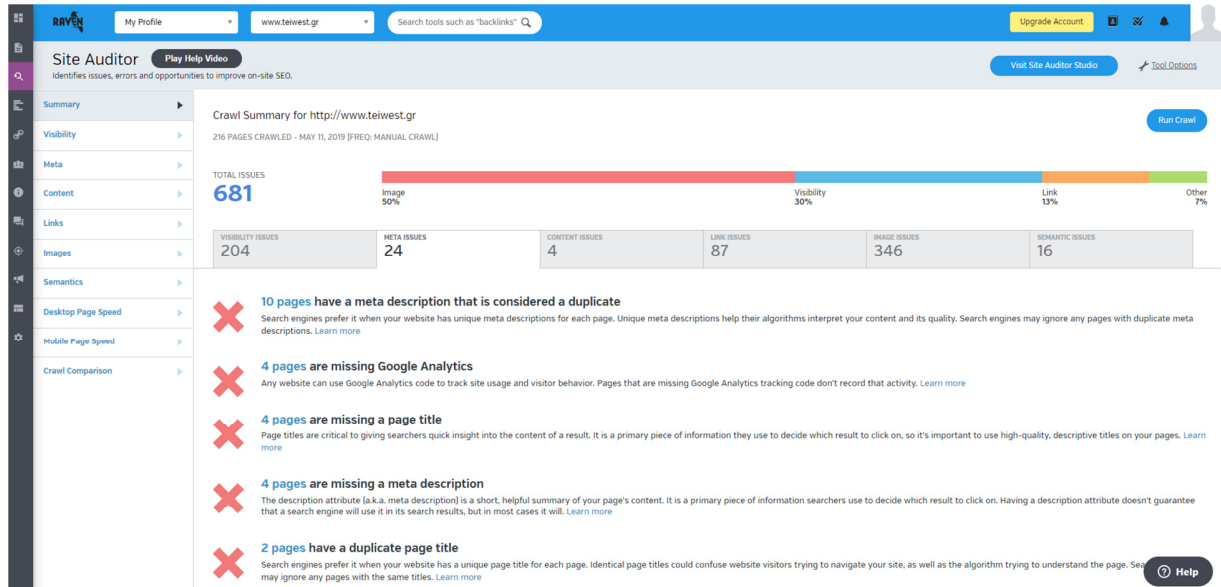 RAVEN
My Profile
www.teiwest.gr
Search tools such as "backlinks"
Upgrade Account
Site Auditor
Play Help Video
Identifies issues, errors and opportunities to improve on-site SEO.
Visit Site Auditor Studio
Tool Options
Summary
Visibility
Meta
Content
Links
Images
Semantics
Desktop Page Speed
Mobile Page Speed
Crawl Comparison
Crawl Summary for http://www.teiwest.gr
Run Crawl
216 PAGES CRAWLED - MAY 11, 2019 (FREQ: MANUAL CRAWL)
TOTAL ISSUES
681
Image
50%
Visibility
30%
Link
13%
Other
7%
VISIBILITY ISSUES
204
META ISSUES
24
CONTENT ISSUES
4
LINK ISSUES
87
IMAGE ISSUES
346
SEMANTIC ISSUES
16
10 pages have a meta description that is considered a duplicate
Search engines prefer it when your website has unique meta descriptions for each page. Unique meta descriptions help their algorithms interpret your content and its quality. Search engines may ignore any pages with duplicate meta
descriptions. Learn more
4 pages are missing Google Analytics
Any website can use Google Analytics code to track site usage and visitor behavior. Pages that are missing Google Analytics tracking code don't record that activity. Learn more
4 pages are missing a page title
Page titles are critical to giving searchers quick insight into the content of a result. It is a primary piece of information they use to decide which result to click on, so it's important to use high-quality, descriptive titles on your pages. Learn
more
4 pages are missing a meta description
The description attribute (a.k.a. meta description) is a short, helpful summary of your page's content. It is a primary piece of information searchers use to decide which result to click on. Having a description attribute doesn't guarantee
that a search engine will use it in its search results, but in most cases it will. Learn more
2 pages have a duplicate page title
Search engines prefer it when your website has a unique page title for each page. Identical page titles could confuse website visitors trying to navigate your site, as well as the algorithm trying to understand the page. Sea
may ignore any pages with the same titles. Learn more
Help